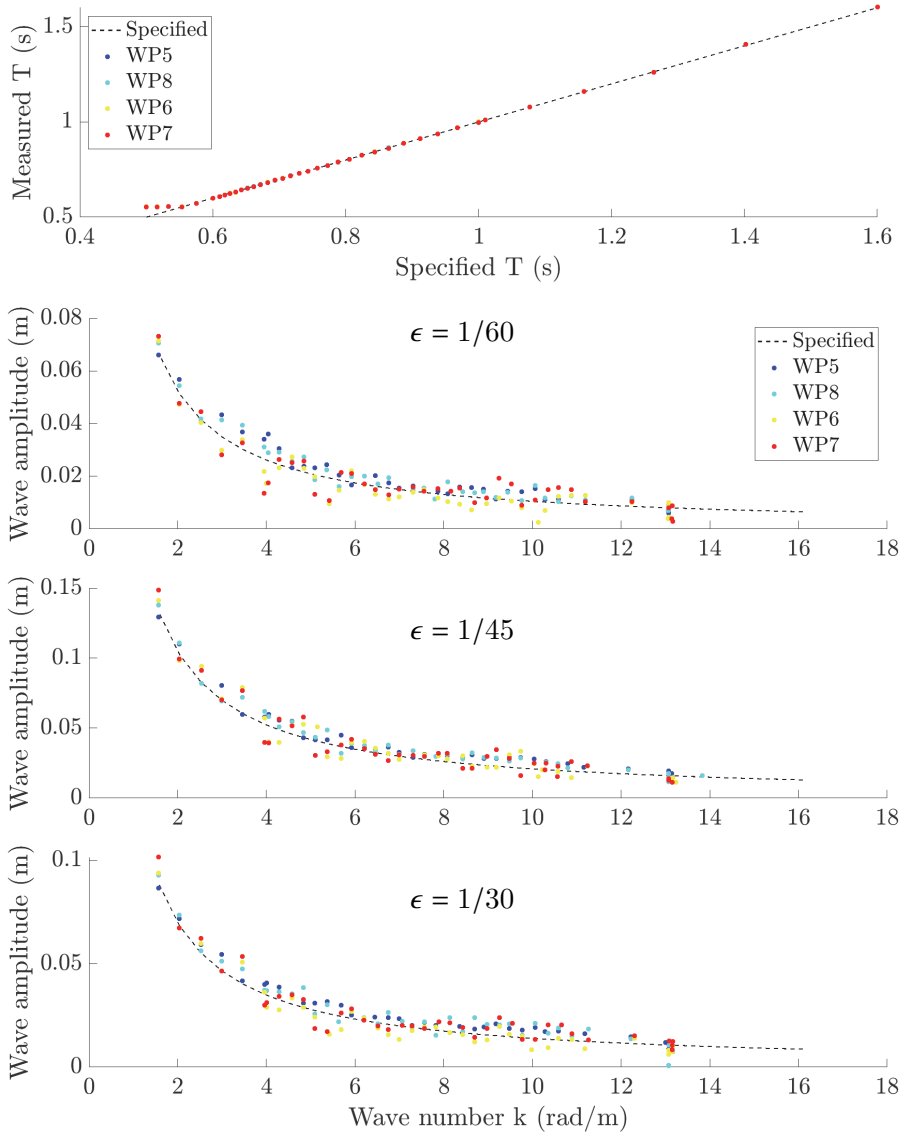 Measured T (s)
1.5
1
0.5
Specified
WP5
WP8
WP6
WP7
0.4
0.6
0.8
1
1.2
1.4
1.6
Specified T (s)
Wave amplitude (m)
0.08
0.06
0.04
0.02
0
ϵ = 1/60
Specified
WP5
WP8
WP6
WP7
0
2
4
6
8
10
12
14
16
18
Wave amplitude (m)
0.15
0.1
0.05
0
ϵ = 1/45
0
2
4
6
8
10
12
14
16
18
Wave amplitude (m)
0.1
0.05
0
ϵ = 1/30
0
2
4
6
8
10
12
14
16
18
Wave number k (rad/m)